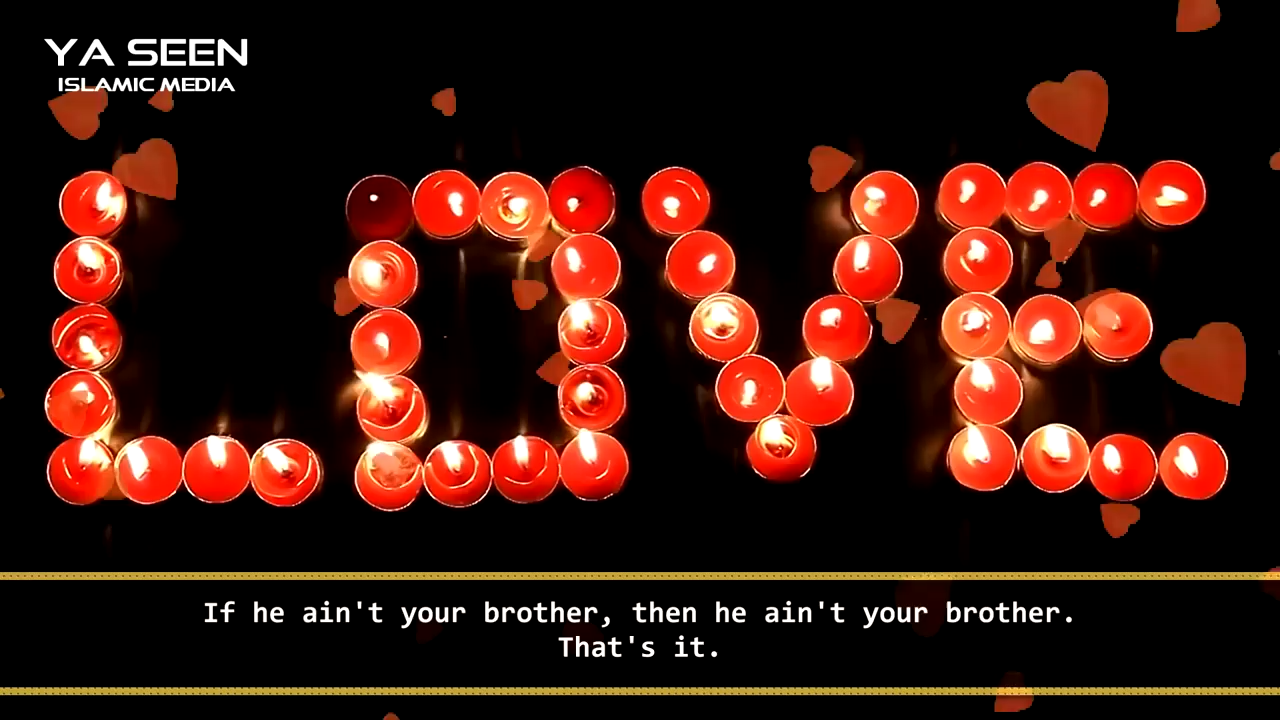 YA SEEN
ISLAMIC MEDIA
LOVE
If he ain't your brother, then he ain't your brother.
That's it.